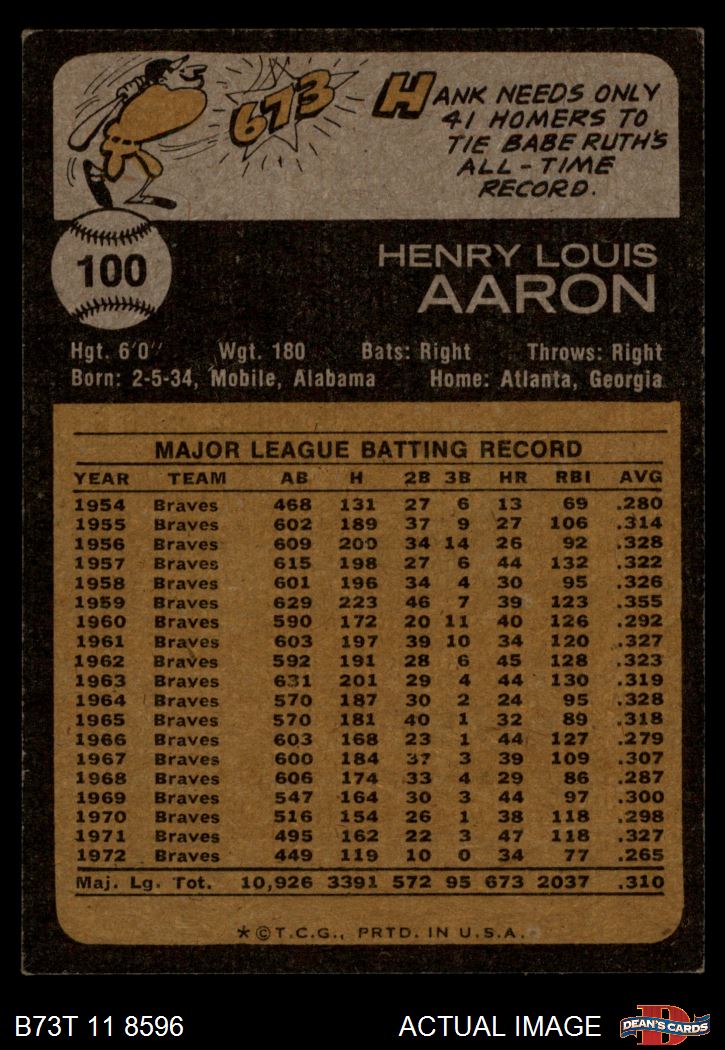 673
HANK NEEDS ONLY
41 HOMERS TO
TIE BABE RUTH'S
ALL-TIME
RECORD.
100
HENRY LOUIS
AARON
Hgt. 6'0" Wgt. 180 Bats: Right Throws: Right
Born: 2-5-34, Mobile, Alabama Home: Atlanta, Georgia
MAJOR LEAGUE BATTING RECORD
YEAR TEAM AB H 2B 3B HR RBI AVG
1954 Braves 468 131 27 6 13 69 .280
1955 Braves 602 189 37 9 27 106 .314
1956 Braves 609 200 34 14 26 92 .328
1957 Braves 615 198 27 6 44 132 .322
1958 Braves 601 196 34 4 30 95 .326
1959 Braves 629 223 46 7 39 123 .355
1960 Braves 590 172 20 11 40 126 .292
1961 Braves 603 197 39 10 34 120 .327
1962 Braves 592 191 28 6 45 128 .323
1963 Braves 631 201 29 4 44 130 .319
1964 Braves 570 187 30 2 24 95 .328
1965 Braves 570 181 40 1 32 89 .318
1966 Braves 603 168 23 1 44 127 .279
1967 Braves 600 184 37 3 39 109 .307
1968 Braves 606 174 33 4 29 86 .287
1969 Braves 547 164 30 3 44 97 .300
1970 Braves 516 154 26 1 38 118 .298
1971 Braves 495 162 22 3 47 118 .327
1972 Braves 449 119 10 0 34 77 .265
Maj. Lg. Tot. 10,926 3391 572 95 673 2037 .310
*©T.C.G., PRTD. IN U.S.A.
B73T 11 8596 ACTUAL IMAGE
D
DEAN'S CARDS